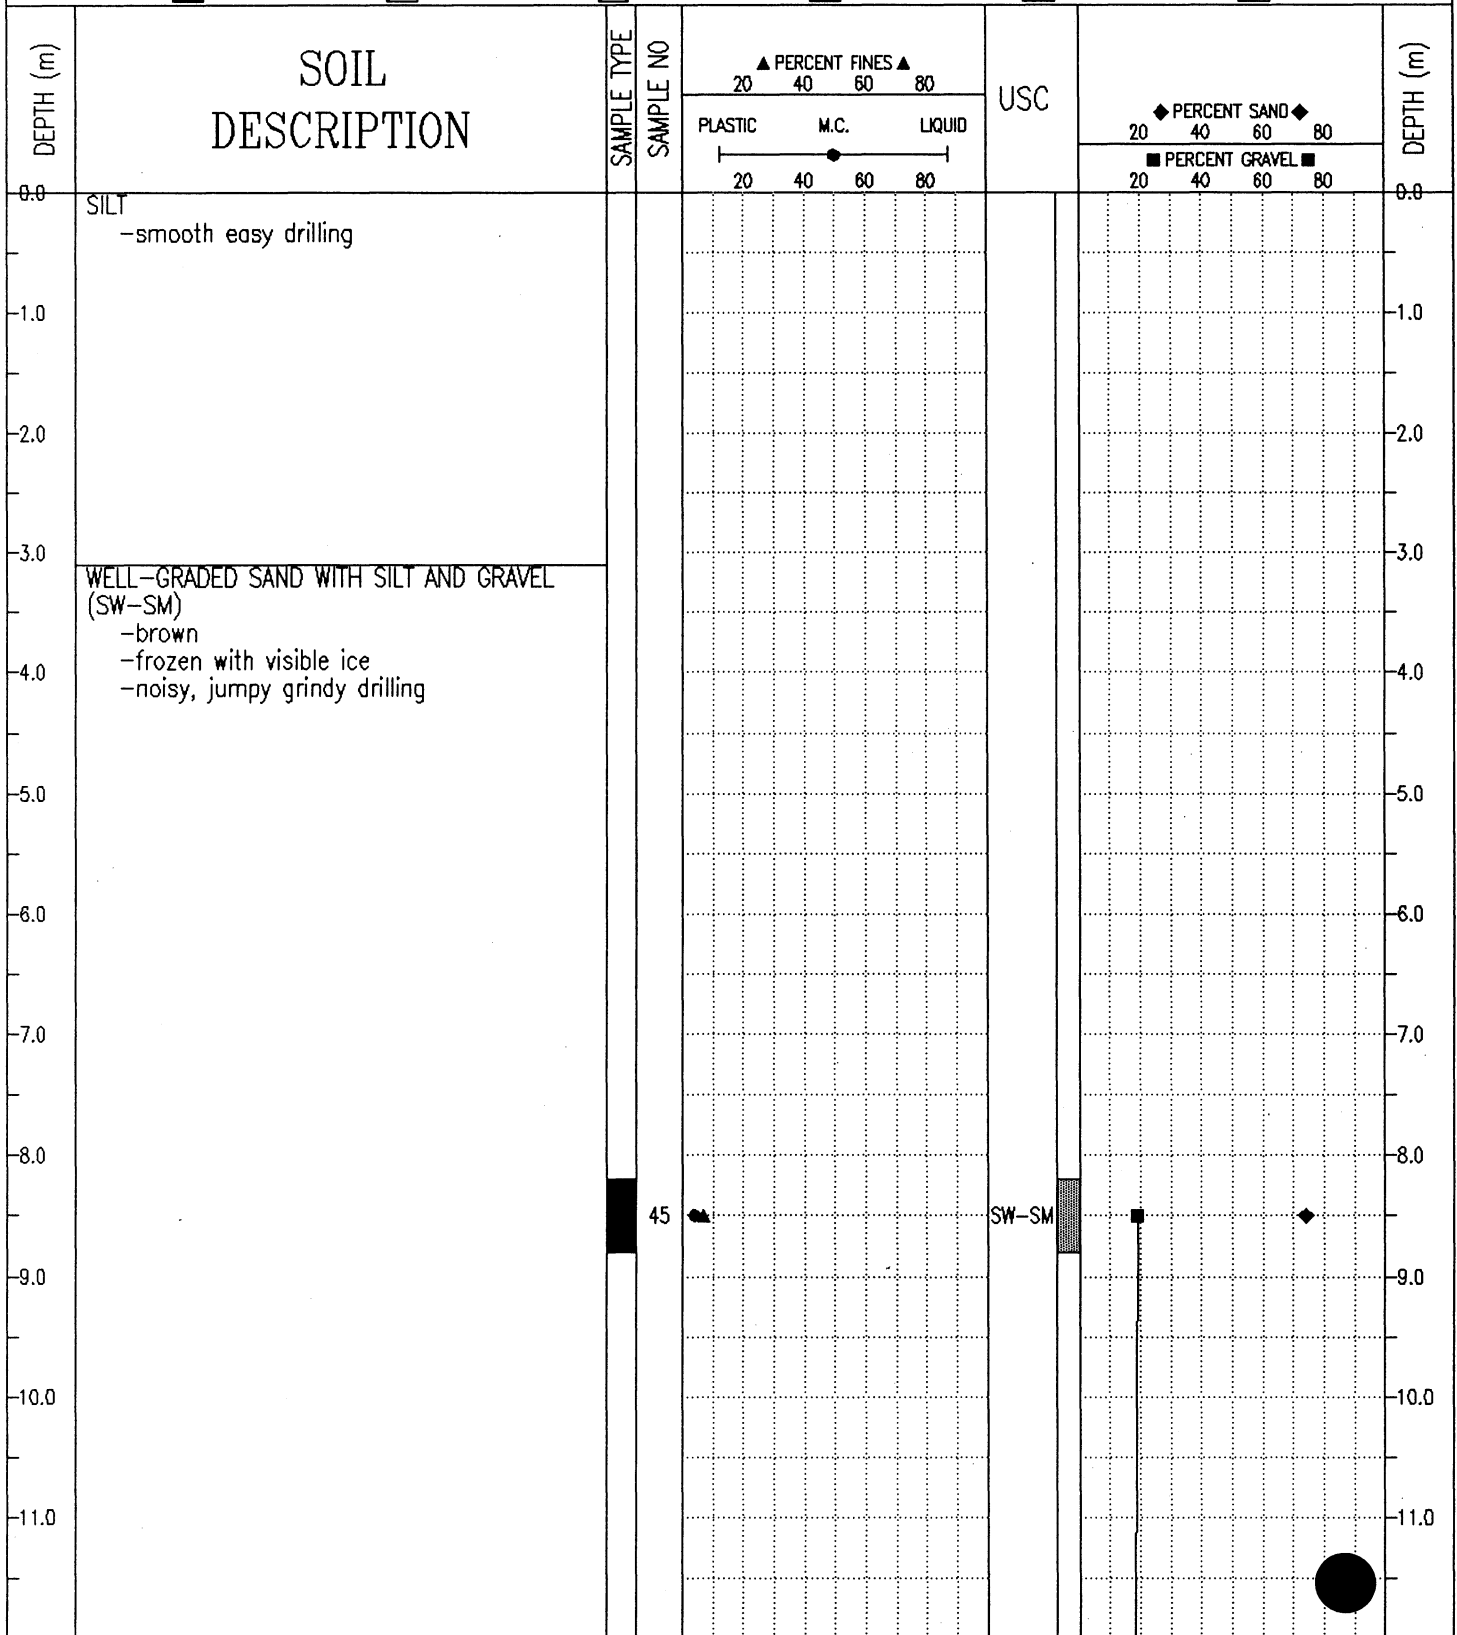 DEPTH (m)
SOIL
DESCRIPTION
SAMPLE TYPE
SAMPLE NO
▲ PERCENT FINES ▲
20 40 60 80
PLASTIC M.C. LIQUID
20 40 60 80
USC
◆ PERCENT SAND ◆
20 40 60 80
■ PERCENT GRAVEL ■
20 40 60 80
DEPTH (m)
0.0 0.0
SILT
-smooth easy drilling
1.0 1.0
2.0 2.0
3.0 3.0
WELL-GRADED SAND WITH SILT AND GRAVEL
(SW-SM)
-brown
-frozen with visible ice
4.0 4.0
-noisy, jumpy grindy drilling
5.0 5.0
6.0 6.0
7.0 7.0
8.0 8.0
45 SW-SM
9.0 9.0
10.0 10.0
11.0 11.0